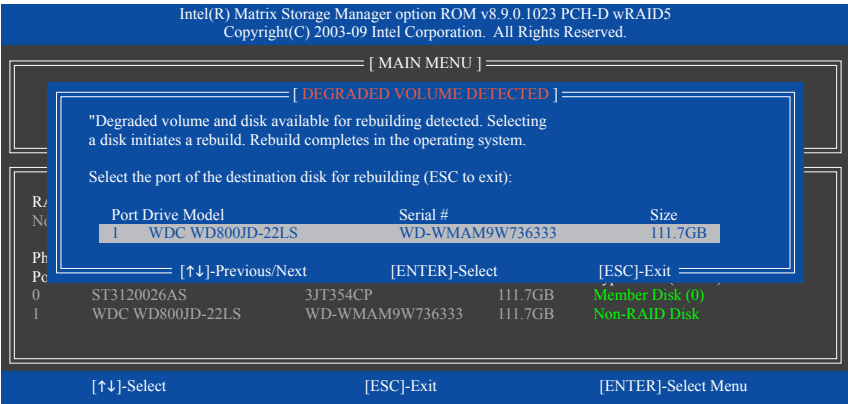 Intel(R) Matrix Storage Manager option ROM v8.9.0.1023 PCH-D wRAID5
Copyright(C) 2003-09 Intel Corporation.  All Rights Reserved.
[ MAIN MENU ]
[ DEGRADED VOLUME DETECTED ]
"Degraded volume and disk available for rebuilding detected. Selecting
a disk initiates a rebuild. Rebuild completes in the operating system.
Select the port of the destination disk for rebuilding (ESC to exit):
Port Drive Model Serial # Size
1 WDC WD800JD-22LS WD-WMAM9W736333 111.7GB
[↑↓]-Previous/Next [ENTER]-Select [ESC]-Exit
0 ST3120026AS 3JT354CP 111.7GB Member Disk (0)
1 WDC WD800JD-22LS WD-WMAM9W736333 111.7GB Non-RAID Disk
[↑↓]-Select [ESC]-Exit [ENTER]-Select Menu